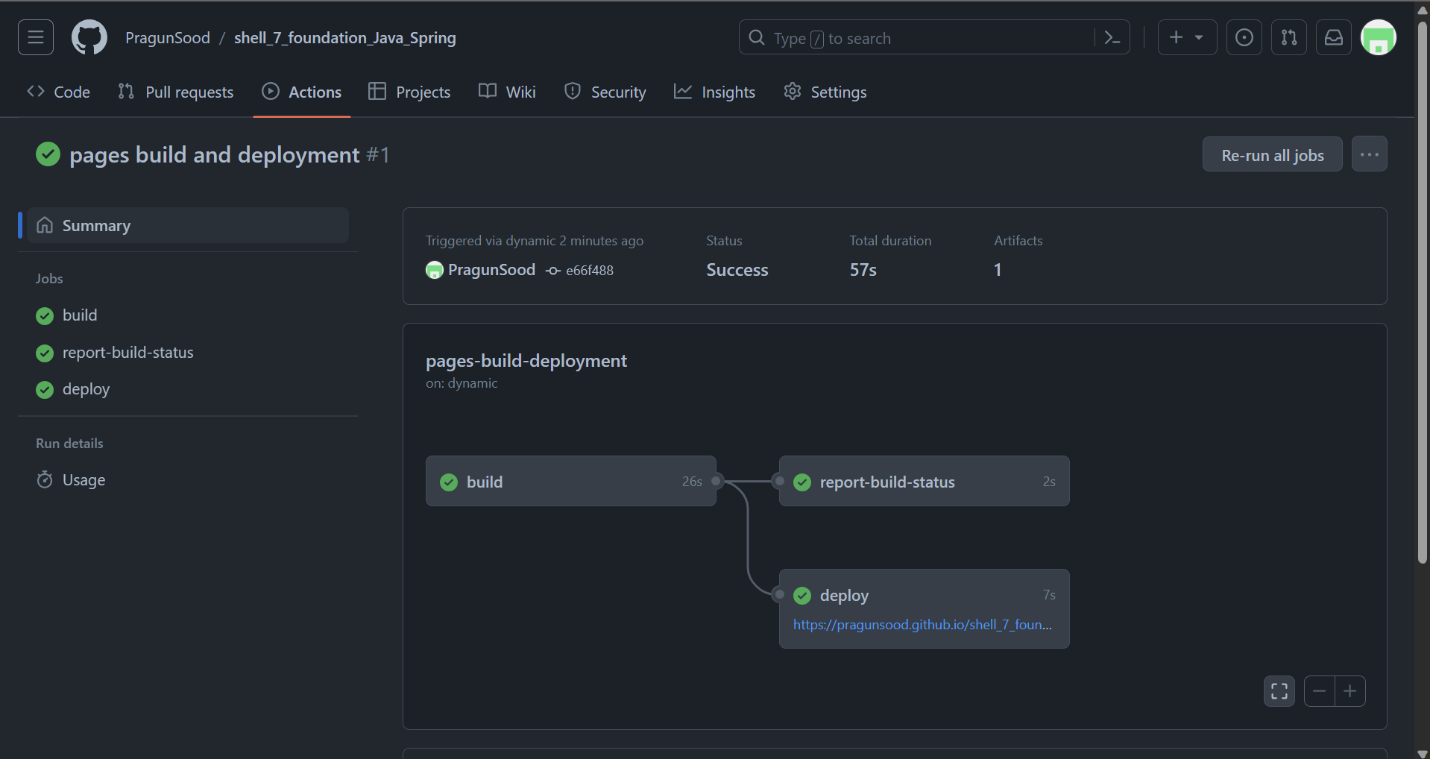 PragunSood / shell_7_foundation_Java_Spring
Type / to search
Code Pull requests Actions Projects Wiki Security Insights Settings
pages build and deployment #1
Re-run all jobs
Summary
Jobs
build
report-build-status
deploy
Run details
Usage
Triggered via dynamic 2 minutes ago
PragunSood e66f488
Status
Success
Total duration
57s
Artifacts
1
pages-build-deployment
on: dynamic
build 26s
report-build-status 2s
deploy 7s
https://pragunsood.github.io/shell_7_foun...